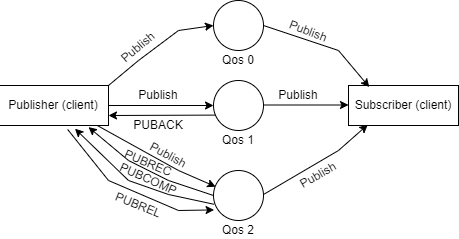 Publish
Publish
Qos 0
Publisher (client)
Publish
Publish
Subscriber (client)
PUBACK
Qos 1
Publish
PUBREC
PUBCOMP
PUBREL
Publish
Qos 2